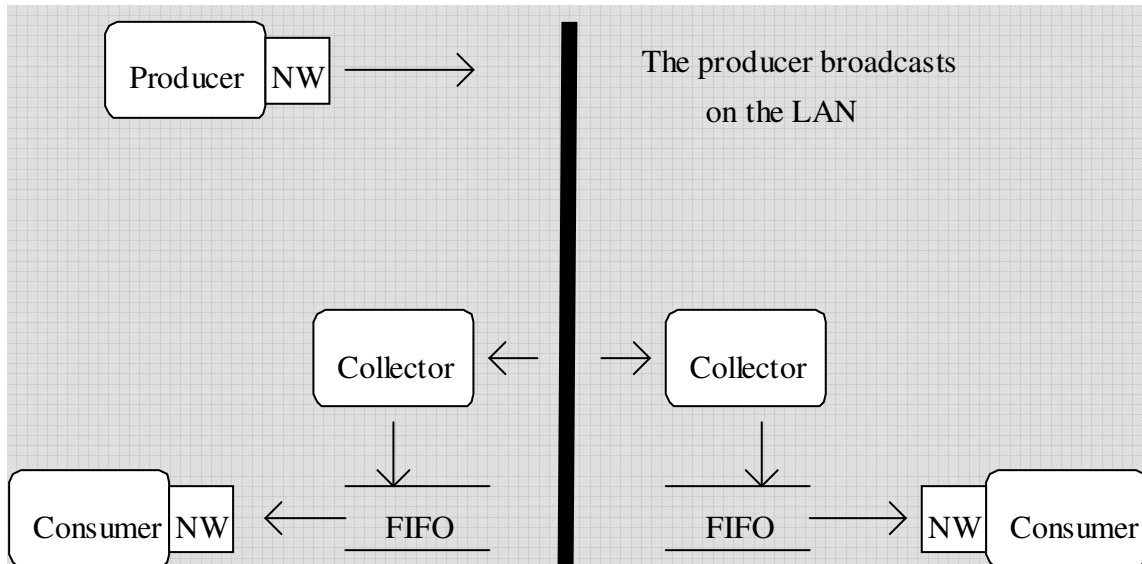 Producer NW
The producer broadcasts
on the LAN
Collector
Collector
Consumer NW
FIFO
FIFO
NW Consumer